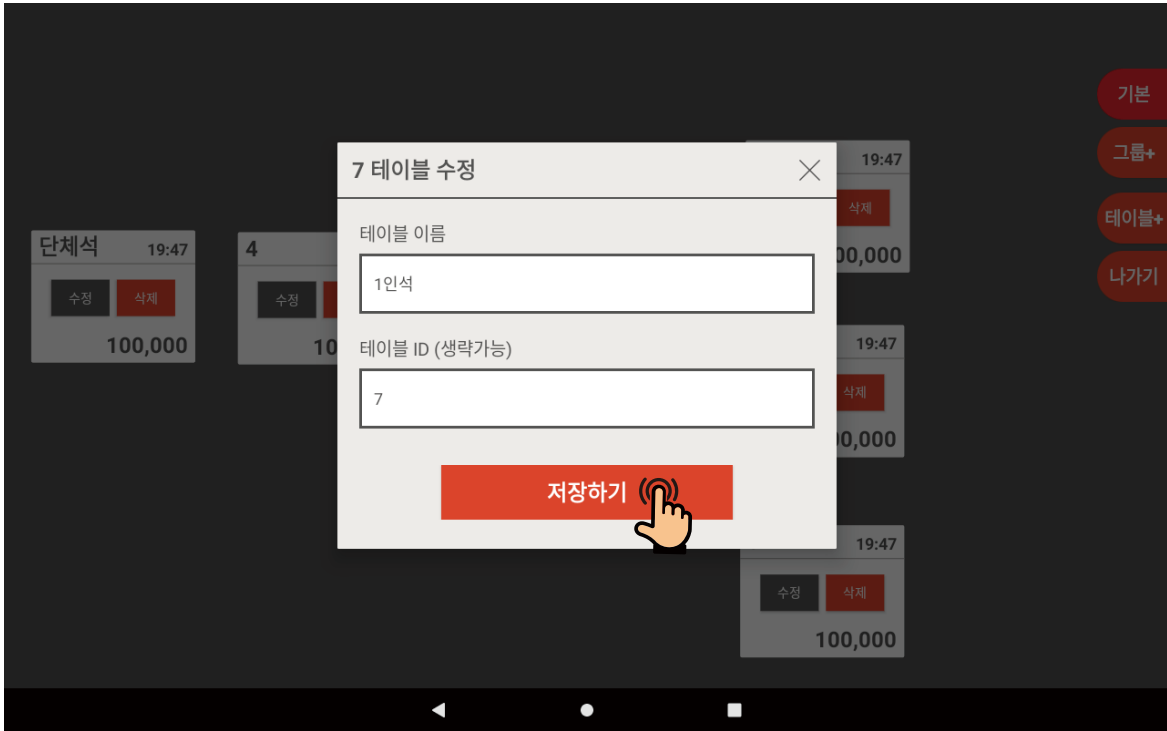 기본
그룹+
테이블+
나가기
단체석 19:47
수정 삭제
100,000
4
수정
10
7 테이블 수정
테이블 이름
1인석
테이블 ID (생략가능)
7
저장하기
19:47
삭제
00,000
19:47
삭제
0,000
19:47
수정 삭제
100,000